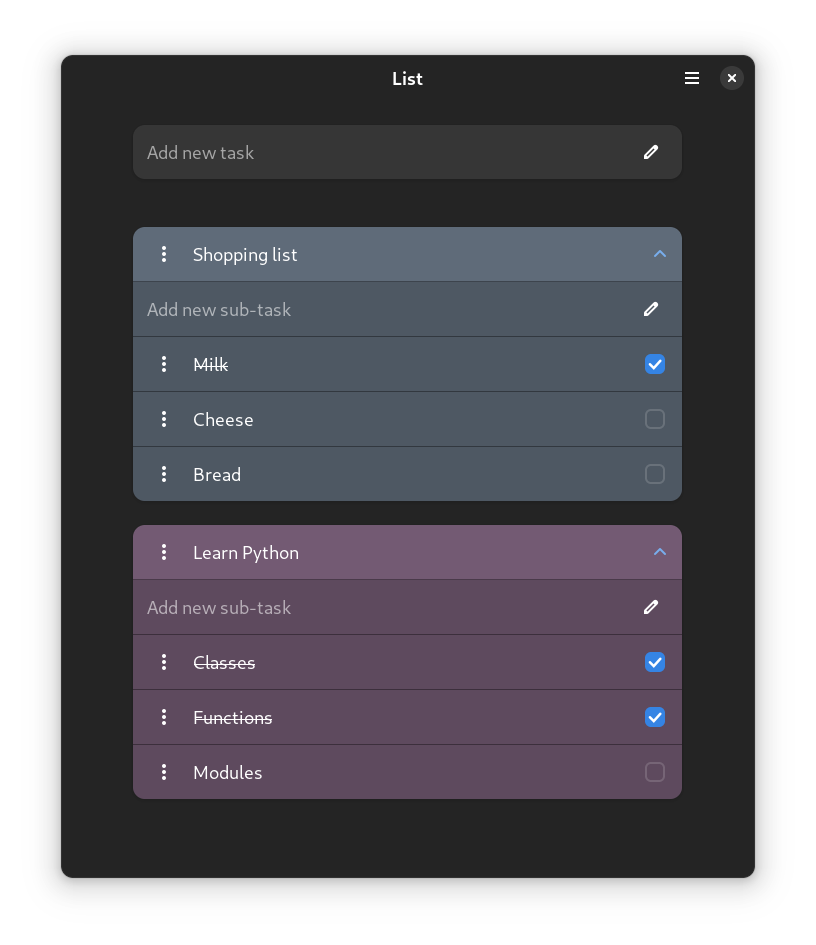 List
Add new task
Shopping list
Add new sub-task
Milk
Cheese
Bread
Learn Python
Add new sub-task
Classes
Functions
Modules